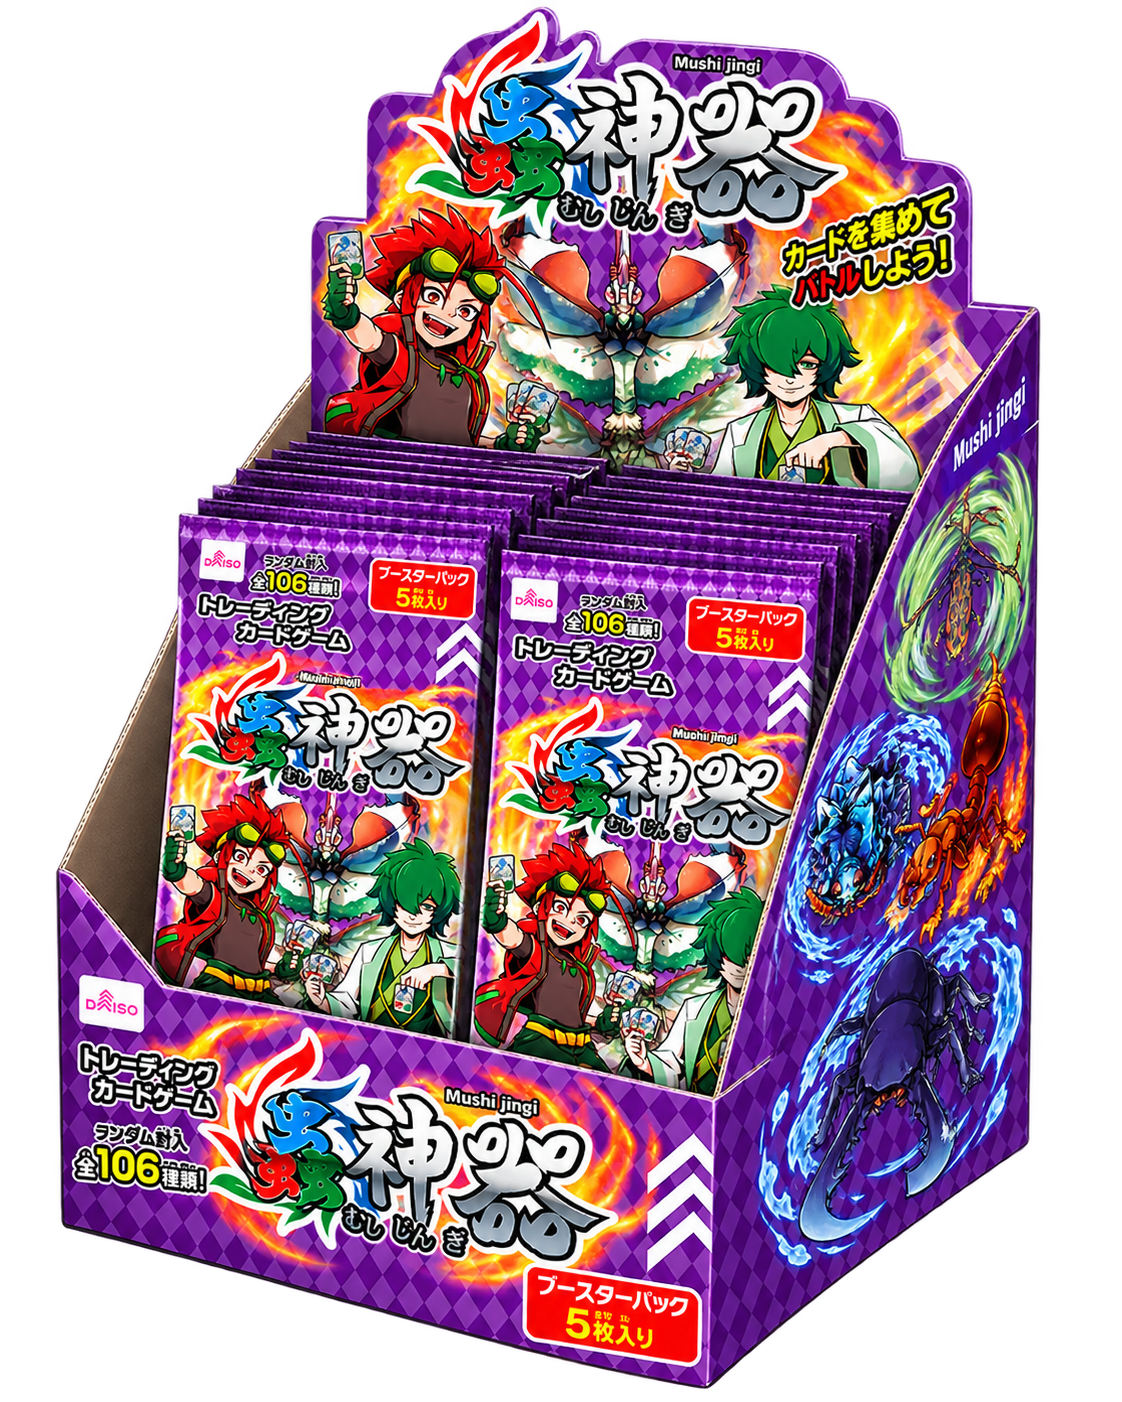 Mushi jingi
蟲神器
むし じん ぎ
カードを集めて
バトルしよう!
Mushi jingi
DAISO
ランダム封入
全106種類!
ブースターパック
5枚入り
トレーディング
カードゲーム
蟲神器
むし じん ぎ
DAISO
ランダム封入
全106種類!
ブースターパック
5枚入り
トレーディング
カードゲーム
蟲神器
むし じん ぎ
DAISO
トレーディング
カードゲーム
ランダム封入
全106種類!
Mushi jingi
蟲神器
むし じん ぎ
ブースターパック
5枚入り